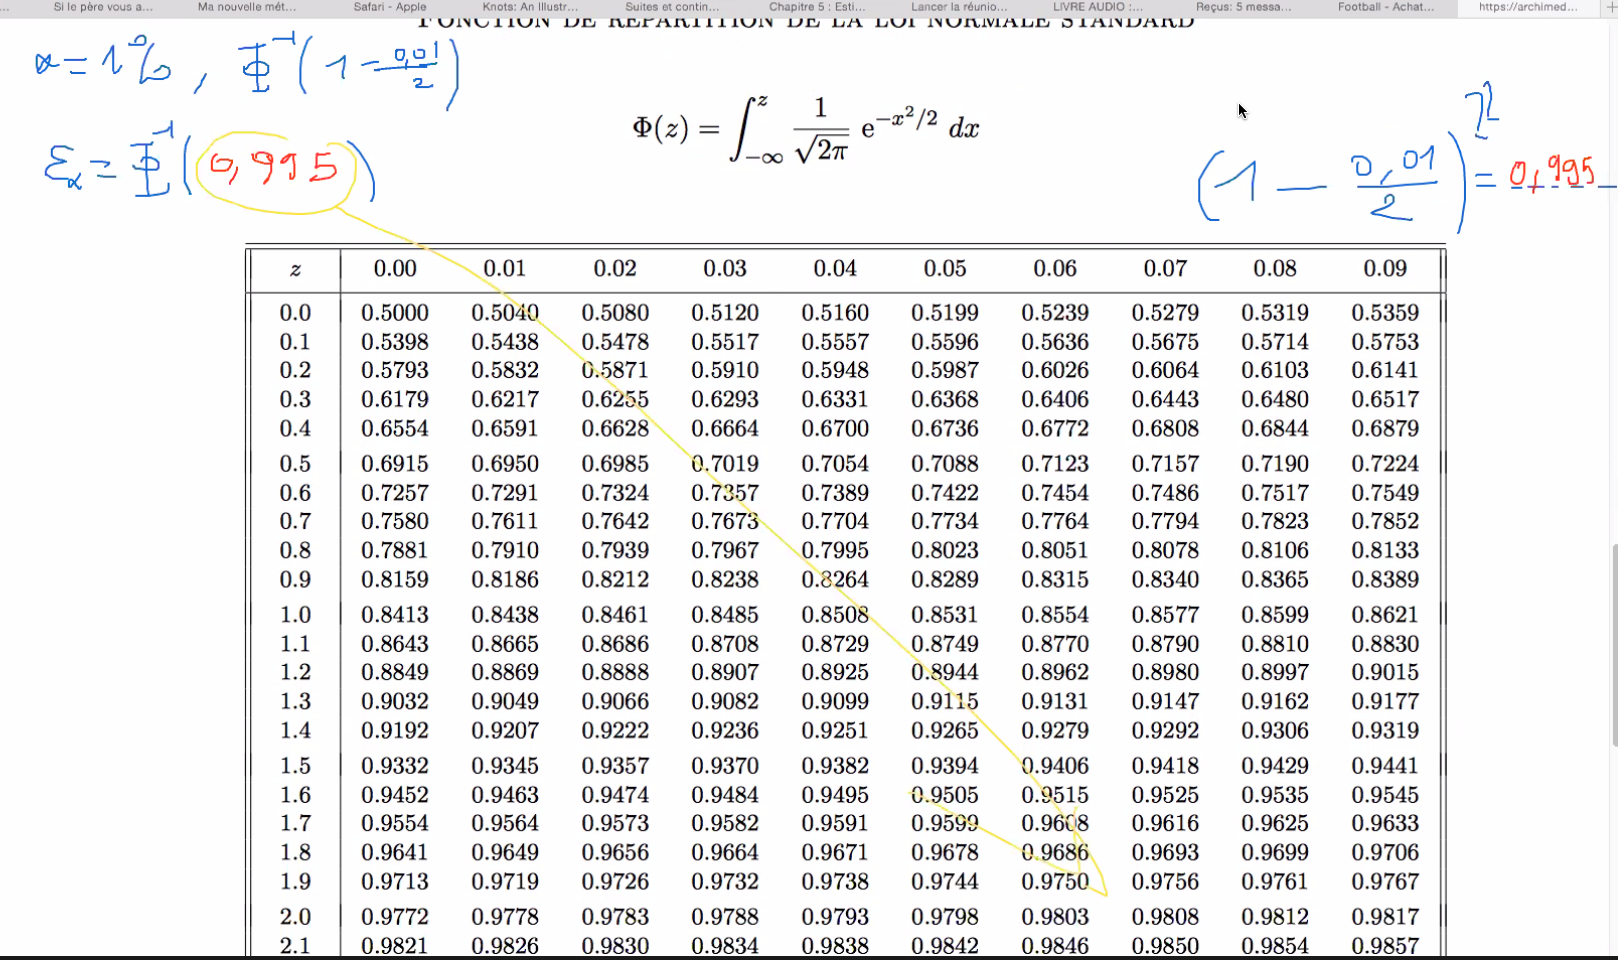 Si le père vous a... Ma nouvelle mét... Safari - Apple Knots: An Illustr... Suites et contin... Chapitre 5 : Esti... Lancer la réunio... LIVRE AUDIO :... Reçus: 5 messa... Football - Achat... https://archimed...
FONCTION DE RÉPARTITION DE LA LOI NORMALE STANDARD
α = 1%, Φ⁻¹(1 - 0,01/2)
Φ(z) = ∫_{-∞}^{z} 1/√2π e^{-x²/2} dx
ε_α = Φ⁻¹(0,995)
(1 - 0,01/2) = 0,995
z 0.00 0.01 0.02 0.03 0.04 0.05 0.06 0.07 0.08 0.09
0.0 0.5000 0.5040 0.5080 0.5120 0.5160 0.5199 0.5239 0.5279 0.5319 0.5359
0.1 0.5398 0.5438 0.5478 0.5517 0.5557 0.5596 0.5636 0.5675 0.5714 0.5753
0.2 0.5793 0.5832 0.5871 0.5910 0.5948 0.5987 0.6026 0.6064 0.6103 0.6141
0.3 0.6179 0.6217 0.6255 0.6293 0.6331 0.6368 0.6406 0.6443 0.6480 0.6517
0.4 0.6554 0.6591 0.6628 0.6664 0.6700 0.6736 0.6772 0.6808 0.6844 0.6879
0.5 0.6915 0.6950 0.6985 0.7019 0.7054 0.7088 0.7123 0.7157 0.7190 0.7224
0.6 0.7257 0.7291 0.7324 0.7357 0.7389 0.7422 0.7454 0.7486 0.7517 0.7549
0.7 0.7580 0.7611 0.7642 0.7673 0.7704 0.7734 0.7764 0.7794 0.7823 0.7852
0.8 0.7881 0.7910 0.7939 0.7967 0.7995 0.8023 0.8051 0.8078 0.8106 0.8133
0.9 0.8159 0.8186 0.8212 0.8238 0.8264 0.8289 0.8315 0.8340 0.8365 0.8389
1.0 0.8413 0.8438 0.8461 0.8485 0.8508 0.8531 0.8554 0.8577 0.8599 0.8621
1.1 0.8643 0.8665 0.8686 0.8708 0.8729 0.8749 0.8770 0.8790 0.8810 0.8830
1.2 0.8849 0.8869 0.8888 0.8907 0.8925 0.8944 0.8962 0.8980 0.8997 0.9015
1.3 0.9032 0.9049 0.9066 0.9082 0.9099 0.9115 0.9131 0.9147 0.9162 0.9177
1.4 0.9192 0.9207 0.9222 0.9236 0.9251 0.9265 0.9279 0.9292 0.9306 0.9319
1.5 0.9332 0.9345 0.9357 0.9370 0.9382 0.9394 0.9406 0.9418 0.9429 0.9441
1.6 0.9452 0.9463 0.9474 0.9484 0.9495 0.9505 0.9515 0.9525 0.9535 0.9545
1.7 0.9554 0.9564 0.9573 0.9582 0.9591 0.9599 0.9608 0.9616 0.9625 0.9633
1.8 0.9641 0.9649 0.9656 0.9664 0.9671 0.9678 0.9686 0.9693 0.9699 0.9706
1.9 0.9713 0.9719 0.9726 0.9732 0.9738 0.9744 0.9750 0.9756 0.9761 0.9767
2.0 0.9772 0.9778 0.9783 0.9788 0.9793 0.9798 0.9803 0.9808 0.9812 0.9817
2.1 0.9821 0.9826 0.9830 0.9834 0.9838 0.9842 0.9846 0.9850 0.9854 0.9857